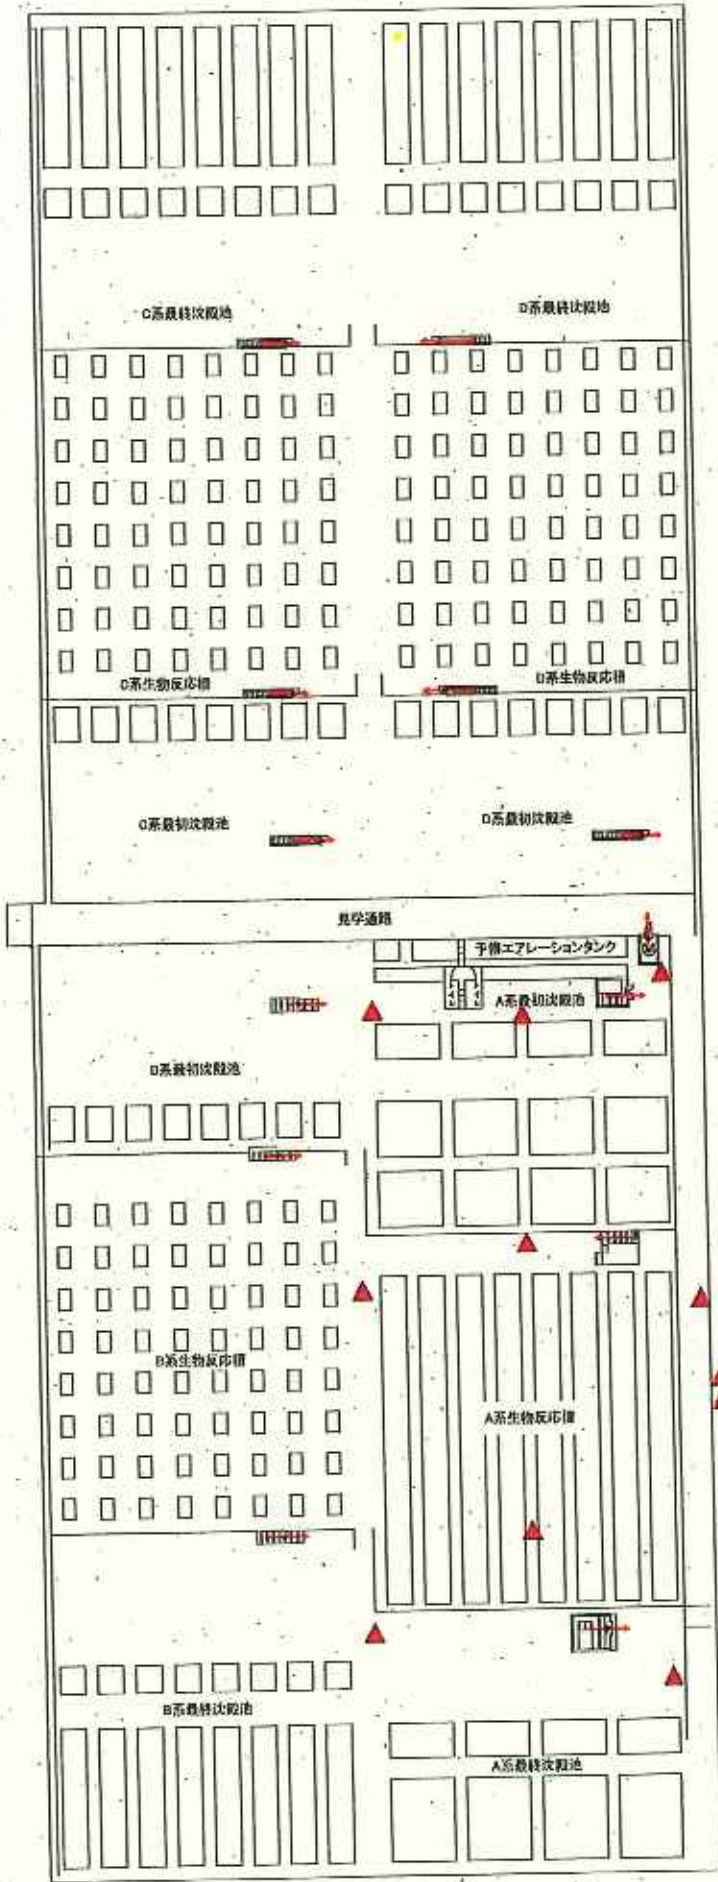 C系最終沈殿池
D系最終沈殿池
C系生物反応槽
D系生物反応槽
C系最初沈殿池
D系最初沈殿池
見学通路
予備エアレーションタンク
A系最初沈殿池
B系最初沈殿池
B系生物反応槽
A系生物反応槽
B系最終沈殿池
A系最終沈殿池